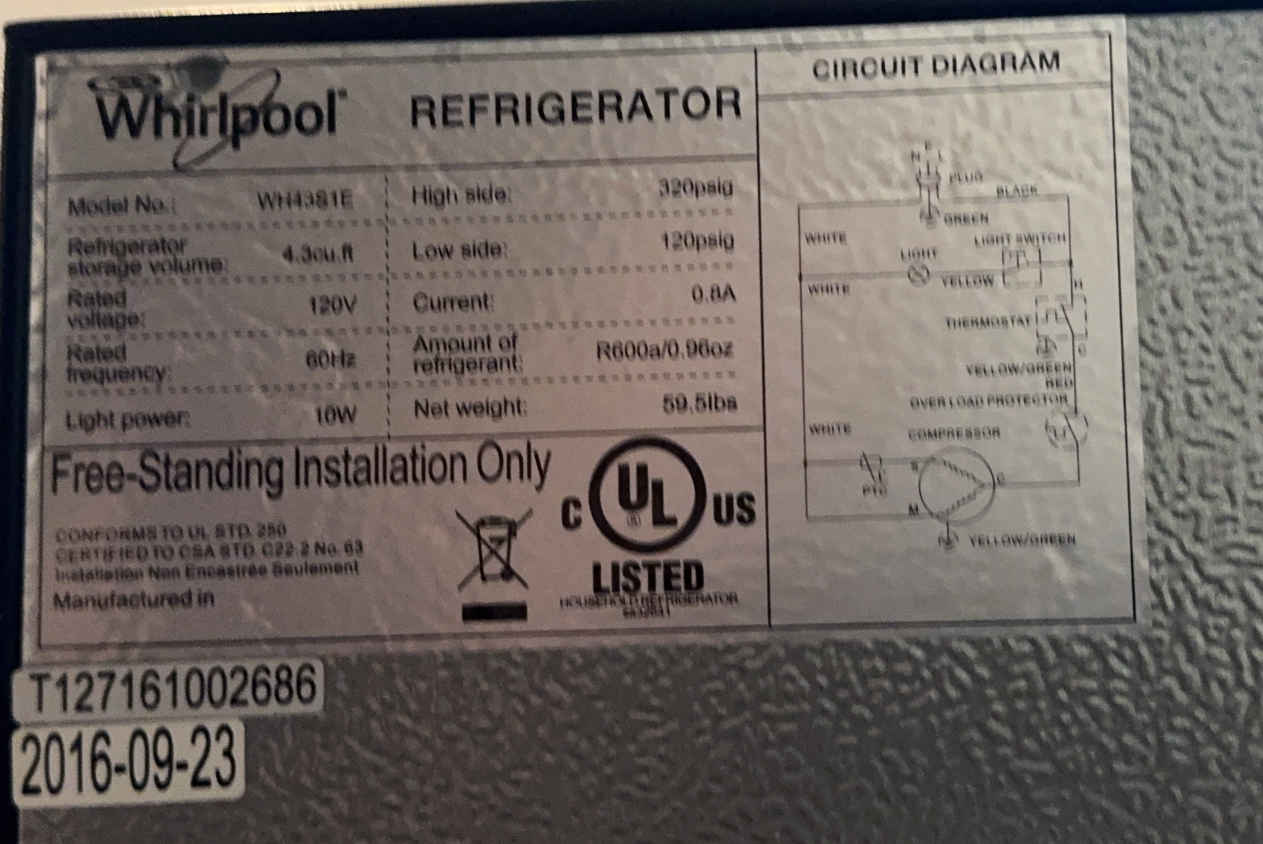 Whirlpool™ REFRIGERATOR
Model No.: WH43S1E
High side: 320psig
Refrigerator
storage volume: 4.3cu.ft
Low side: 120psig
Rated
voltage: 120V
Current: 0.8A
Rated
frequency: 60Hz
Amount of
refrigerant: R600a/0.96oz
Light power: 10W
Net weight: 59.5lbs
Free-Standing Installation Only
CONFORMS TO UL STD. 250
CERTIFIED TO CSA STD. C22.2 No. 63
Installation Non Encastrée Seulement
Manufactured in
C UL US
LISTED
HOUSEHOLD REFRIGERATOR
CIRCUIT DIAGRAM
N E L
PLUG
BLACK
GREEN
WHITE
LIGHT SWITCH
LIGHT
YELLOW
WHITE
H
THERMOSTAT
C
YELLOW/GREEN
RED
OVER LOAD PROTECTOR
WHITE
COMPRESSOR
S
C
PTC
M
YELLOW/GREEN
T127161002686
2016-09-23